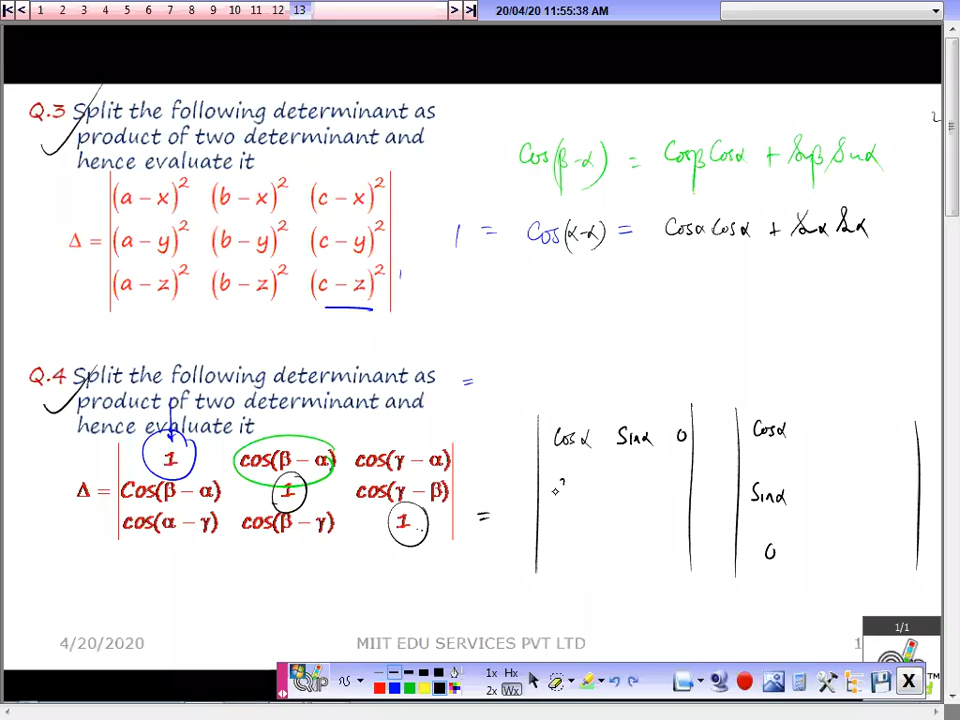 1 2 3 4 5 6 7 8 9 10 11 12 13 20/04/20 11:55:38 AM
Q.3 Split the following determinant as
product of two determinant and
hence evaluate it
Δ = | (a − x)² (b − x)² (c − x)² |
| (a − y)² (b − y)² (c − y)² |
| (a − z)² (b − z)² (c − z)² |
Cos(β-α) = Cosβ Cosα + Sinβ Sinα
1 = Cos(α-α) = Cosα Cosα + Sinα Sinα
Q.4 Split the following determinant as
product of two determinant and
hence evaluate it
Δ = | 1 cos(β − α) cos(γ − α) |
| Cos(β − α) 1 cos(γ − β) |
| cos(α − γ) cos(β − γ) 1 |
=
=
Cosα Sinα 0
Cosα
Sinα
0
4/20/2020 MIIT EDU SERVICES PVT LTD 1
1/1
1x Hx
2x Wx
TM